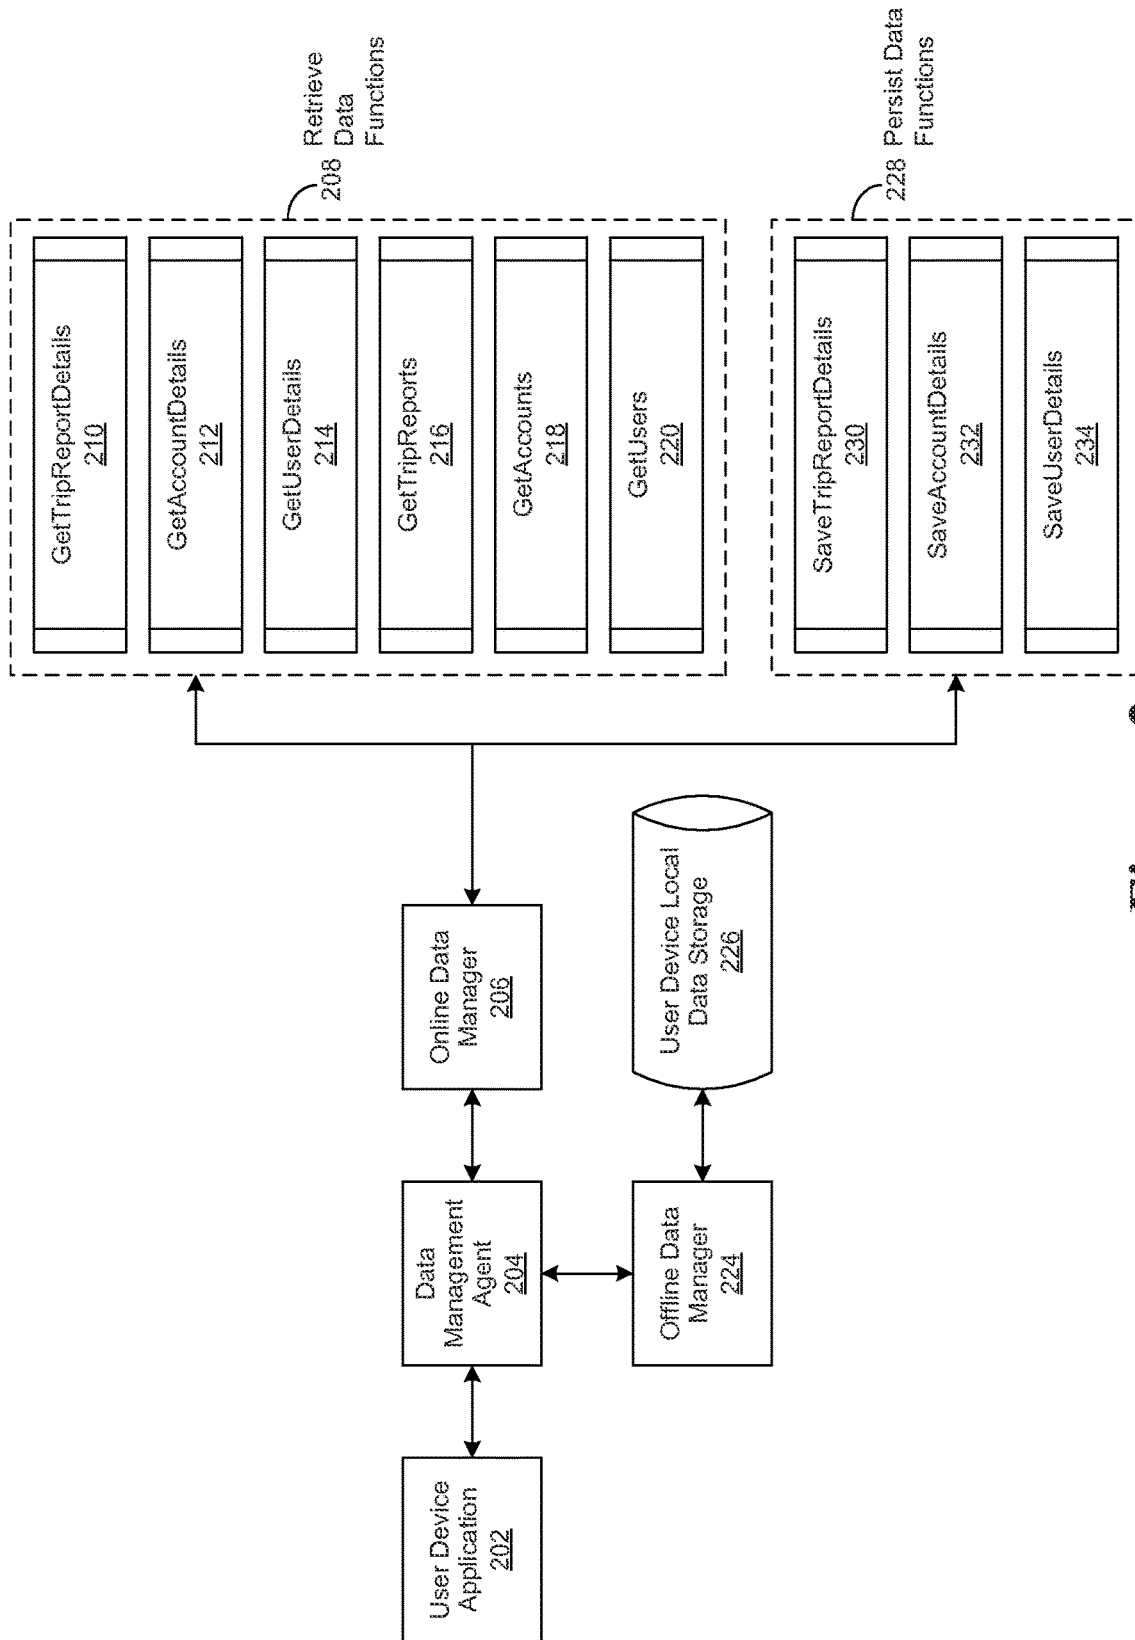 User Device
Application
202
Data
Management
Agent
204
Online Data
Manager
206
Offline Data
Manager
224
User Device Local
Data Storage
226
GetTripReportDetails
210
GetAccountDetails
212
GetUserDetails
214
GetTripReports
216
GetAccounts
218
GetUsers
220
208 Retrieve
Data
Functions
SaveTripReportDetails
230
SaveAccountDetails
232
SaveUserDetails
234
228 Persist Data
Functions